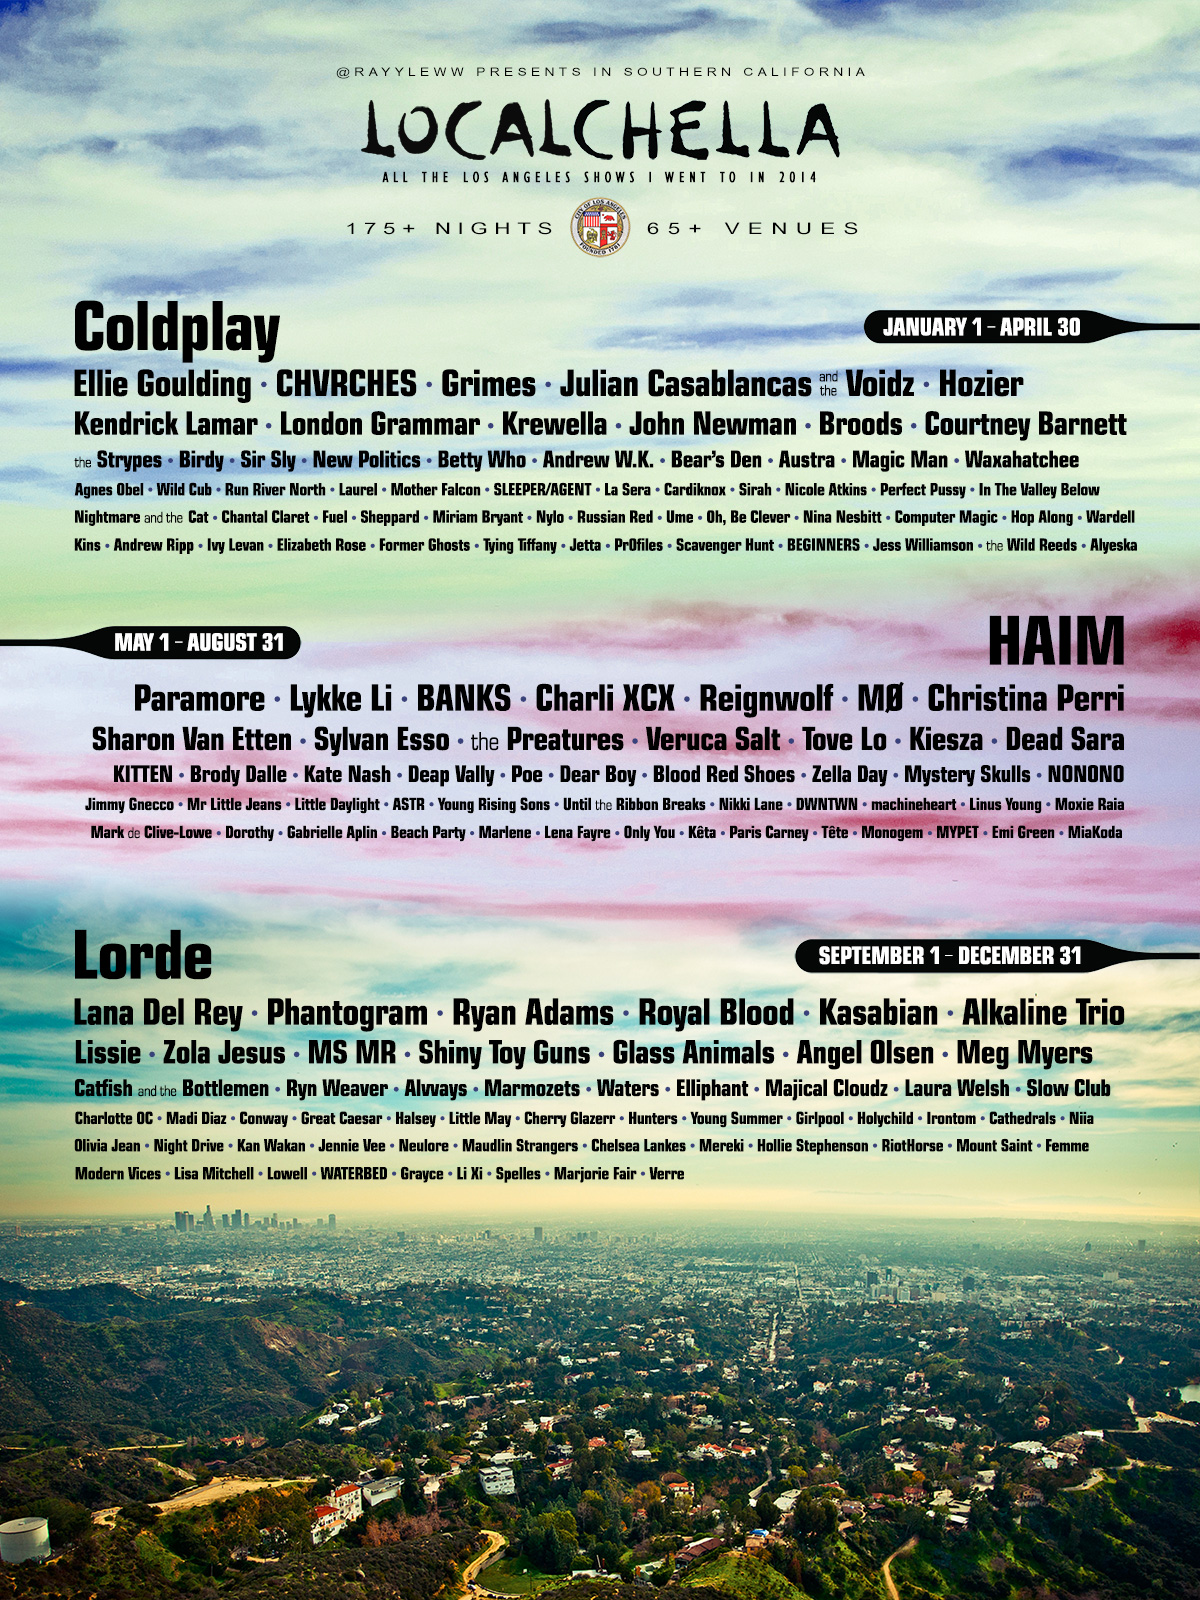 @RAYYLEWW PRESENTS IN SOUTHERN CALIFORNIA
LOCALCHELLA
ALL THE LOS ANGELES SHOWS I WENT TO IN 2014
175+ NIGHTS CITY OF LOS ANGELES FOUNDED 1781 65+ VENUES
Coldplay
JANUARY 1 - APRIL 30
Ellie Goulding • CHVRCHES • Grimes • Julian Casablancas and the Voidz • Hozier
Kendrick Lamar • London Grammar • Krewella • John Newman • Broods • Courtney Barnett
the Strypes • Birdy • Sir Sly • New Politics • Betty Who • Andrew W.K. • Bear's Den • Austra • Magic Man • Waxahatchee
Agnes Obel • Wild Cub • Run River North • Laurel • Mother Falcon • SLEEPER/AGENT • La Sera • Cardiknox • Sirah • Nicole Atkins • Perfect Pussy • In The Valley Below
Nightmare and the Cat • Chantal Claret • Fuel • Sheppard • Miriam Bryant • Nylo • Russian Red • Ume • Oh, Be Clever • Nina Nesbitt • Computer Magic • Hop Along • Wardell
Kins • Andrew Ripp • Ivy Levan • Elizabeth Rose • Former Ghosts • Tying Tiffany • Jetta • Pr0files • Scavenger Hunt • BEGINNERS • Jess Williamson • the Wild Reeds • Alyeska
MAY 1 - AUGUST 31
HAIM
Paramore • Lykke Li • BANKS • Charli XCX • Reignwolf • MØ • Christina Perri
Sharon Van Etten • Sylvan Esso • the Preatures • Veruca Salt • Tove Lo • Kiesza • Dead Sara
KITTEN • Brody Dalle • Kate Nash • Deap Vally • Poe • Dear Boy • Blood Red Shoes • Zella Day • Mystery Skulls • NONONO
Jimmy Gnecco • Mr Little Jeans • Little Daylight • ASTR • Young Rising Sons • Until the Ribbon Breaks • Nikki Lane • DWNTWN • machineheart • Linus Young • Moxie Raia
Mark de Clive-Lowe • Dorothy • Gabrielle Aplin • Beach Party • Marlene • Lena Fayre • Only You • Kêta • Paris Carney • Tête • Monogem • MYPET • Emi Green • MiaKoda
Lorde
SEPTEMBER 1 - DECEMBER 31
Lana Del Rey • Phantogram • Ryan Adams • Royal Blood • Kasabian • Alkaline Trio
Lissie • Zola Jesus • MS MR • Shiny Toy Guns • Glass Animals • Angel Olsen • Meg Myers
Catfish and the Bottlemen • Ryn Weaver • Alvvays • Marmozets • Waters • Elliphant • Majical Cloudz • Laura Welsh • Slow Club
Charlotte OC • Madi Diaz • Conway • Great Caesar • Halsey • Little May • Cherry Glazerr • Hunters • Young Summer • Girlpool • Holychild • Irontom • Cathedrals • Niia
Olivia Jean • Night Drive • Kan Wakan • Jennie Vee • Neulore • Maudlin Strangers • Chelsea Lankes • Mereki • Hollie Stephenson • RiotHorse • Mount Saint • Femme
Modern Vices • Lisa Mitchell • Lowell • WATERBED • Grayce • Li Xi • Spelles • Marjorie Fair • Verre